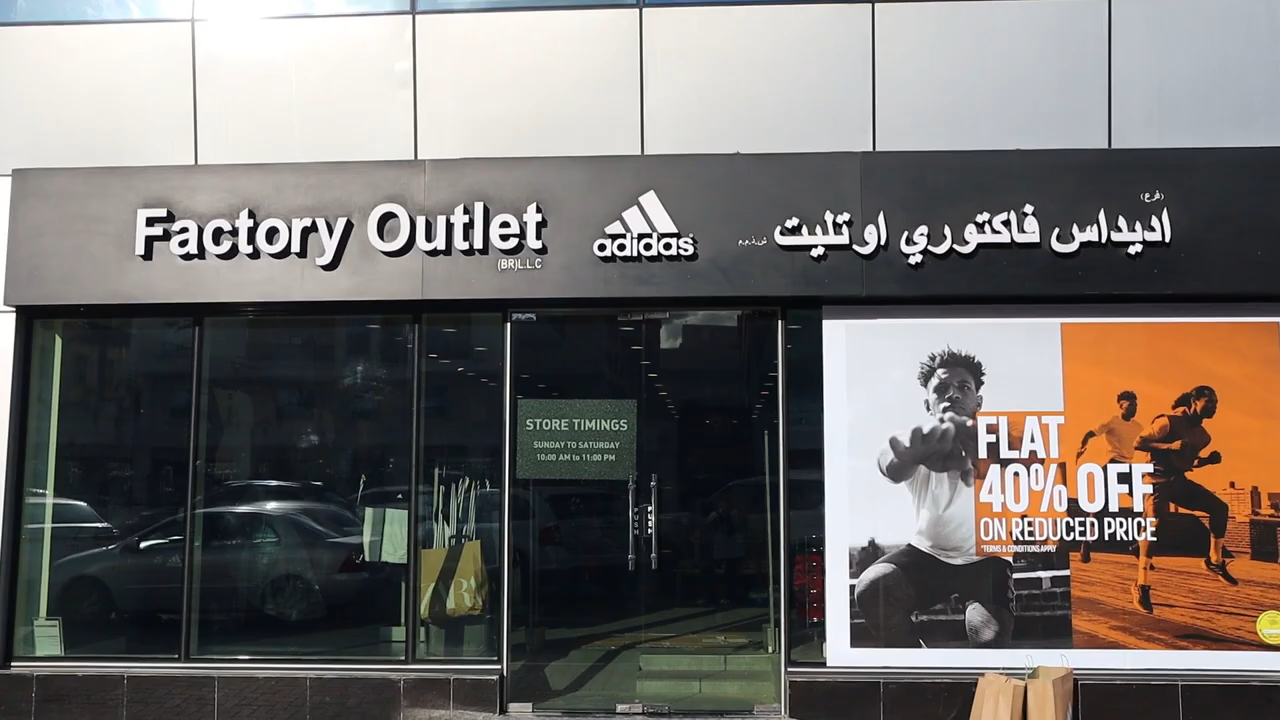 Factory Outlet
(BR)L.L.C
adidas
(فرع)
اديداس فاكتوري اوتليت
ش.ذ.م.م
STORE TIMINGS
SUNDAY TO SATURDAY
10:00 AM to 11:00 PM
PUSH
PUSH
FLAT
40% OFF
ON REDUCED PRICE
*TERMS & CONDITIONS APPLY